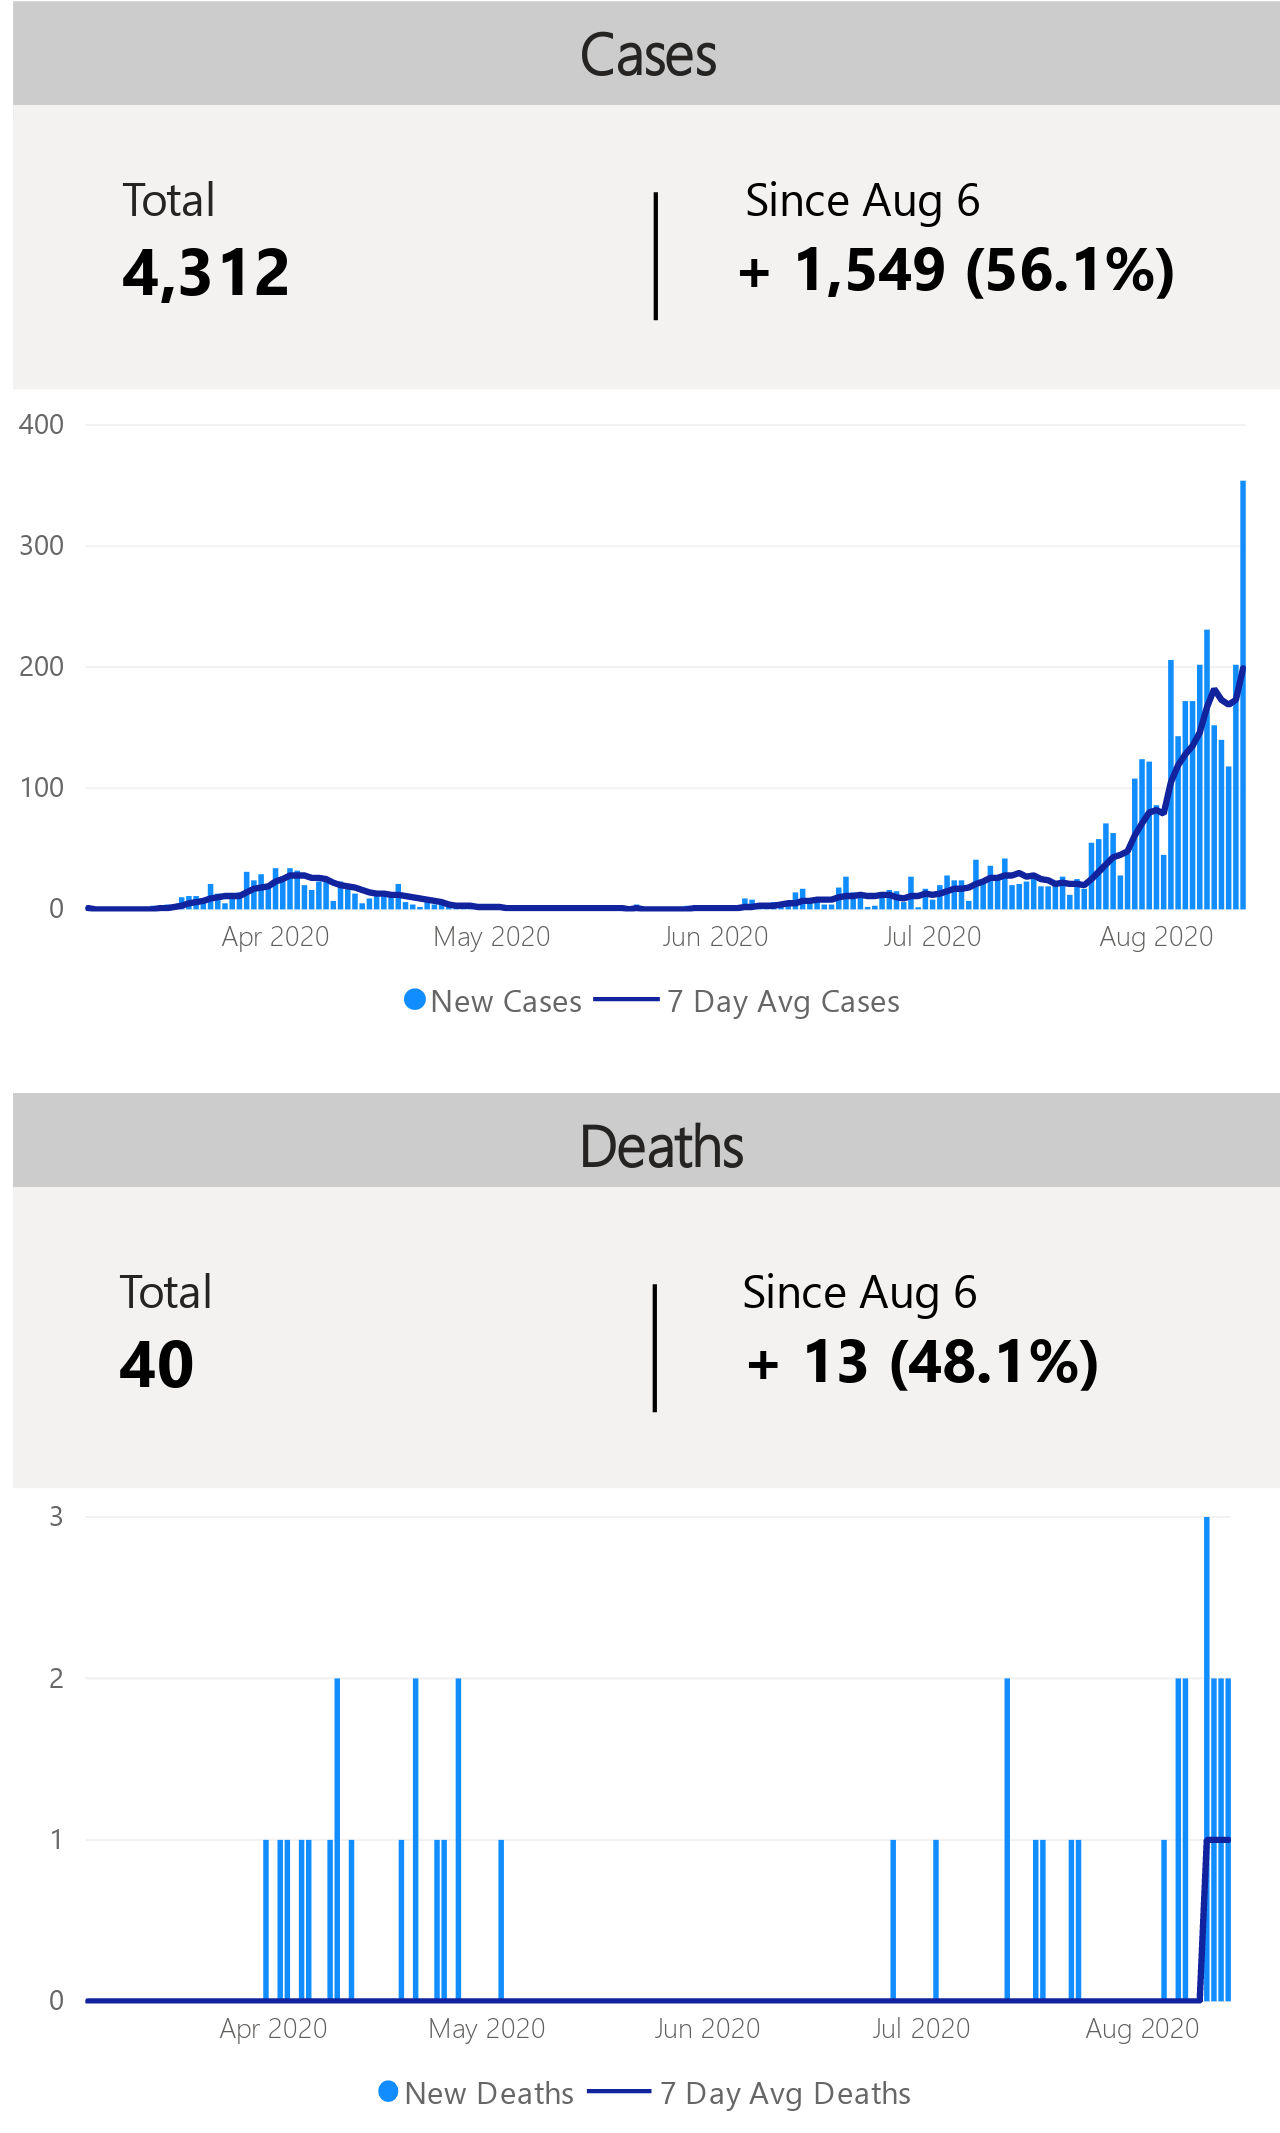 Cases
Total
Since Aug 6
4,312
+ 1,549 (56.1%)
400
300
200
100
0
Apr 2020 May 2020 Jun 2020 Jul 2020 Aug 2020
New Cases 7 Day Avg Cases
Deaths
Total
Since Aug 6
40
+ 13 (48.1%)
3
2
1
0
Apr 2020 May 2020 Jun 2020 Jul 2020 Aug 2020
New Deaths 7 Day Avg Deaths